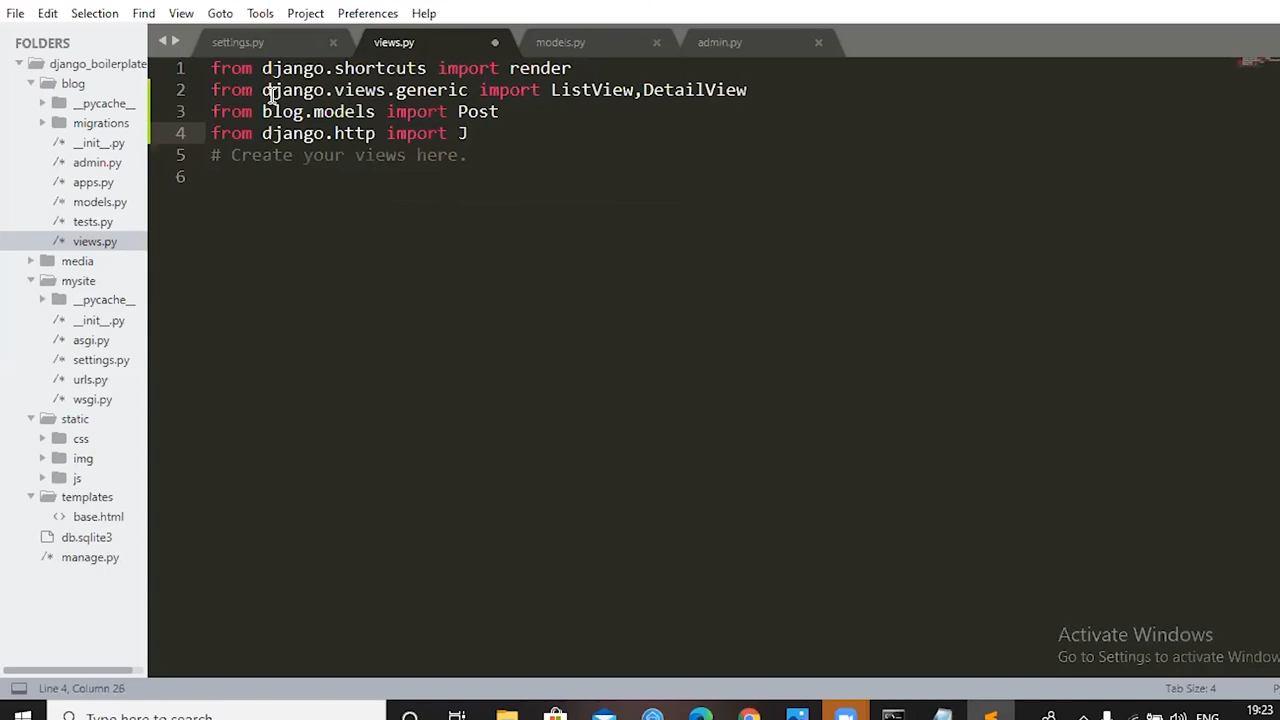 File Edit Selection Find View Goto Tools Project Preferences Help
FOLDERS
django_boilerplate
blog
__pycache__
migrations
__init__.py
admin.py
apps.py
models.py
tests.py
views.py
media
mysite
__pycache__
__init__.py
asgi.py
settings.py
urls.py
wsgi.py
static
css
img
js
templates
base.html
db.sqlite3
manage.py
settings.py views.py models.py admin.py
1 from django.shortcuts import render
2 from django.views.generic import ListView,DetailView
3 from blog.models import Post
4 from django.http import J
5 # Create your views here.
6
Activate Windows
Go to Settings to activate Window
Line 4, Column 26 Tab Size: 4
Type here to search
ENG 19:23